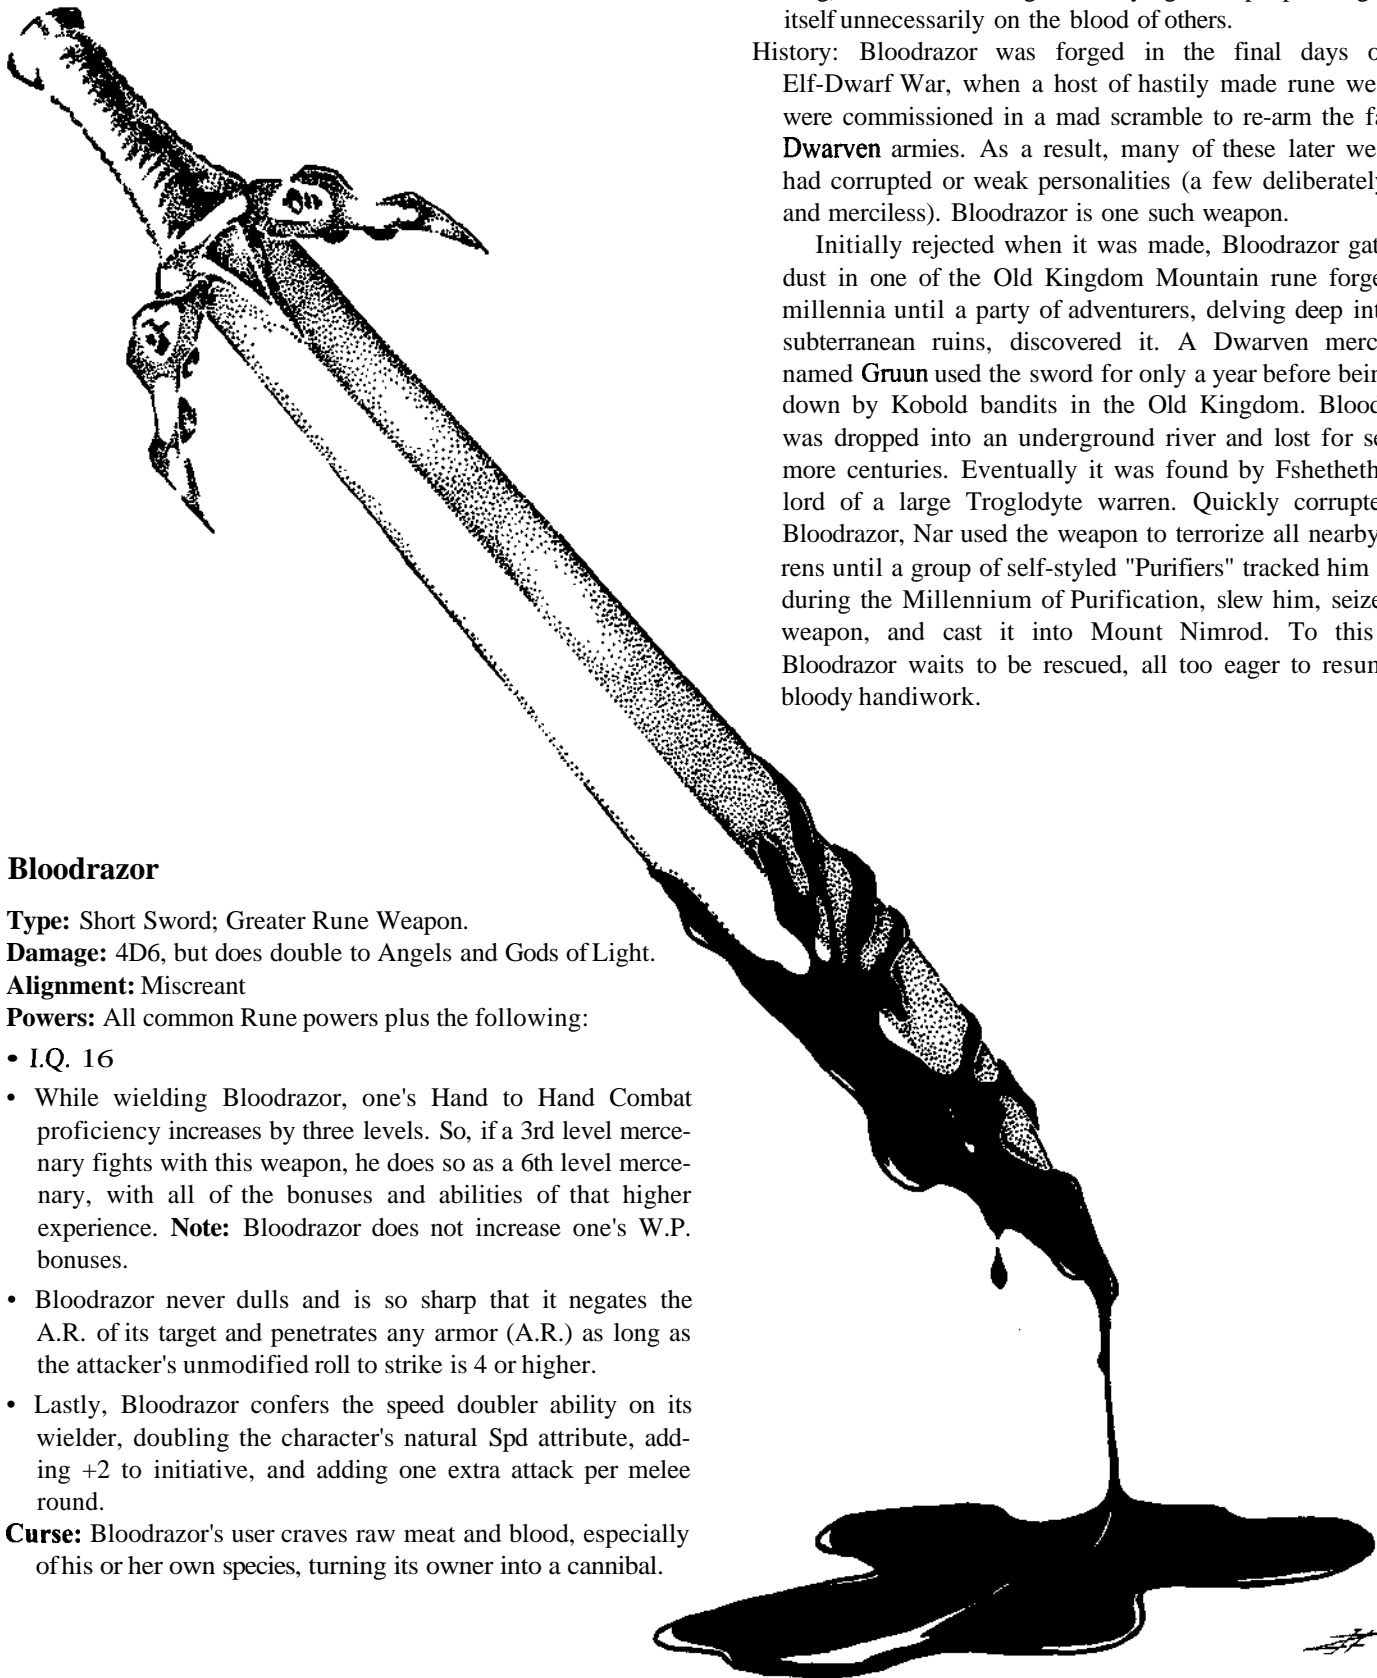 Bloodrazor
Type: Short Sword; Greater Rune Weapon.
Damage: 4D6, but does double to Angels and Gods of Light.
Alignment: Miscreant
Powers: All common Rune powers plus the following:
• I.Q. 16
• While wielding Bloodrazor, one's Hand to Hand Combat
proficiency increases by three levels. So, if a 3rd level merce-
nary fights with this weapon, he does so as a 6th level merce-
nary, with all of the bonuses and abilities of that higher
experience. Note: Bloodrazor does not increase one's W.P.
bonuses.
• Bloodrazor never dulls and is so sharp that it negates the
A.R. of its target and penetrates any armor (A.R.) as long as
the attacker's unmodified roll to strike is 4 or higher.
• Lastly, Bloodrazor confers the speed doubler ability on its
wielder, doubling the character's natural Spd attribute, add-
ing +2 to initiative, and adding one extra attack per melee
round.
Curse: Bloodrazor's user craves raw meat and blood, especially
of his or her own species, turning its owner into a cannibal.
itself unnecessarily on the blood of others.
History: Bloodrazor was forged in the final days o
Elf-Dwarf War, when a host of hastily made rune we
were commissioned in a mad scramble to re-arm the fa
Dwarven armies. As a result, many of these later we
had corrupted or weak personalities (a few deliberately
and merciless). Bloodrazor is one such weapon.
Initially rejected when it was made, Bloodrazor gat
dust in one of the Old Kingdom Mountain rune forge
millennia until a party of adventurers, delving deep int
subterranean ruins, discovered it. A Dwarven merc
named Gruun used the sword for only a year before bein
down by Kobold bandits in the Old Kingdom. Blood
was dropped into an underground river and lost for se
more centuries. Eventually it was found by Fshetheth
lord of a large Troglodyte warren. Quickly corrupte
Bloodrazor, Nar used the weapon to terrorize all nearby
rens until a group of self-styled "Purifiers" tracked him
during the Millennium of Purification, slew him, seize
weapon, and cast it into Mount Nimrod. To this
Bloodrazor waits to be rescued, all too eager to resum
bloody handiwork.